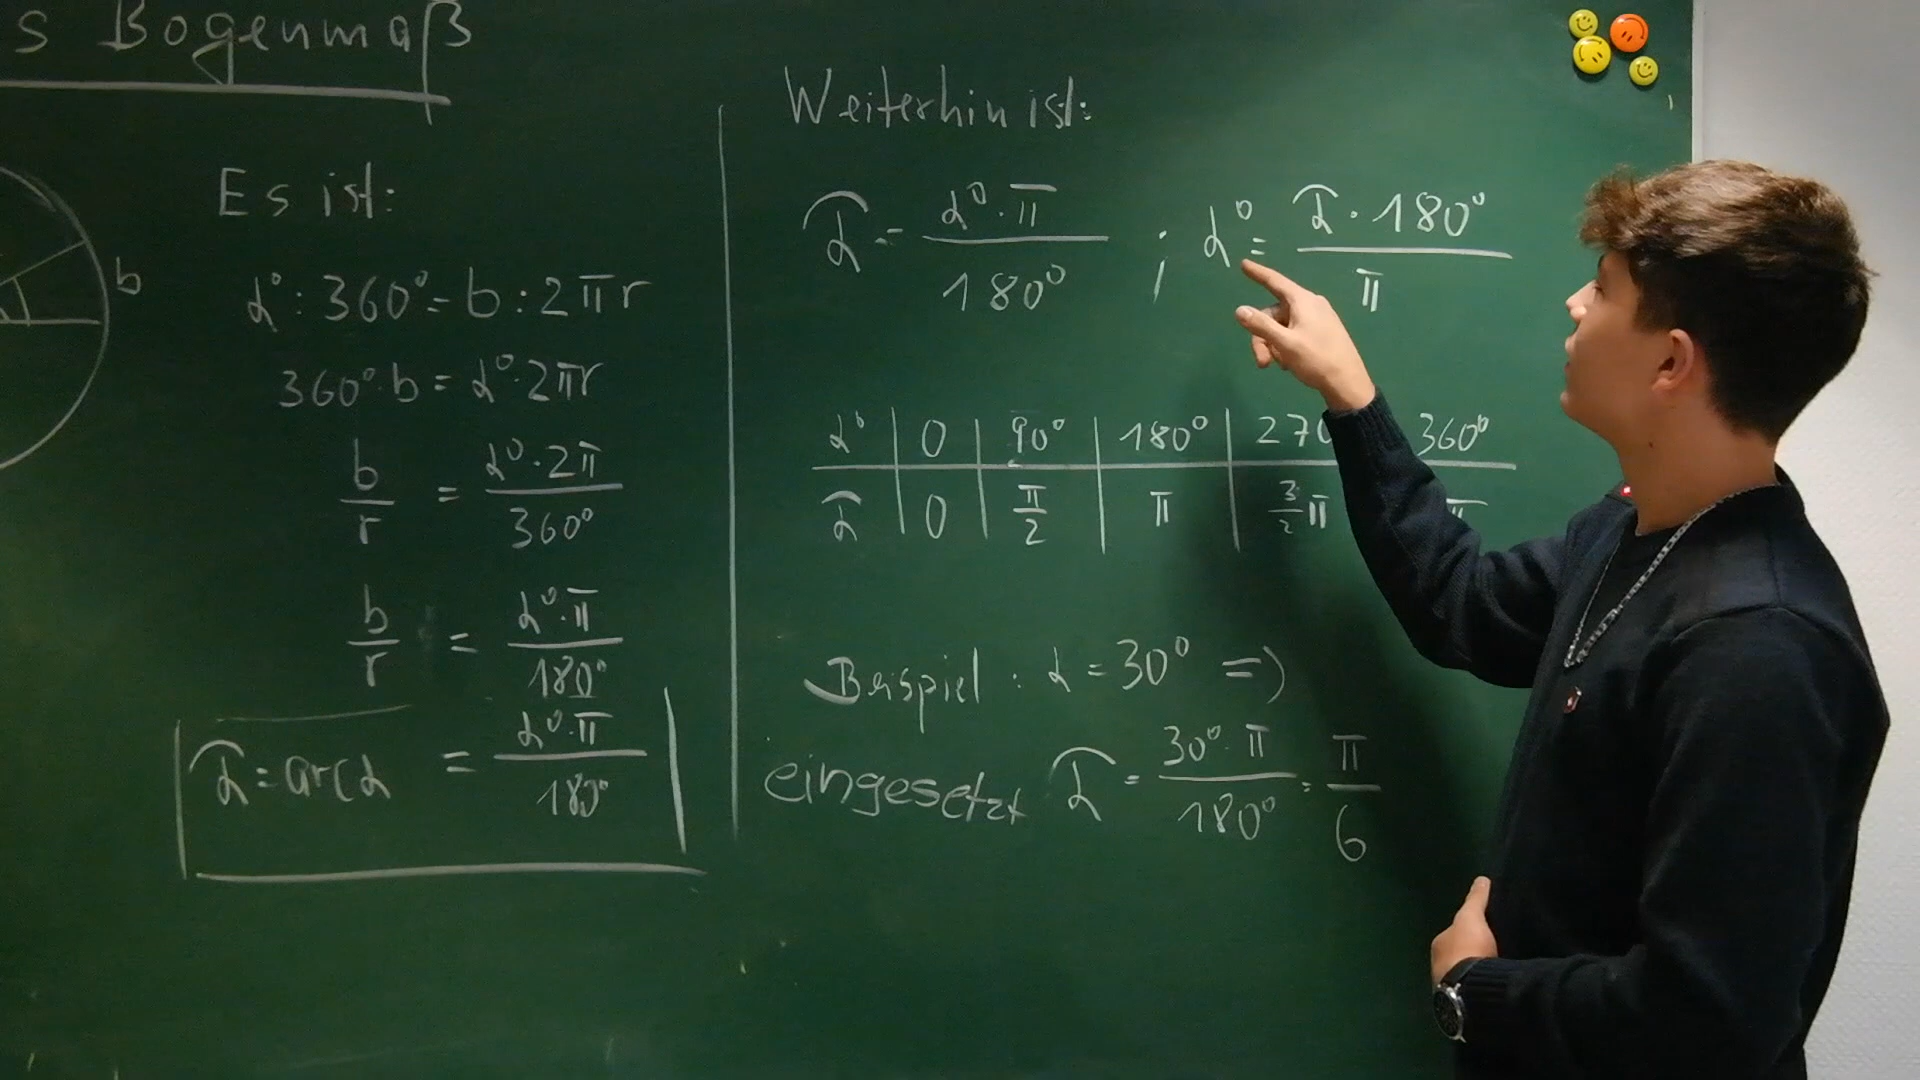 s Bogenmaß
b
Es ist:
α° : 360° = b : 2πr
360° · b = α° · 2πr
b/r = α° · 2π / 360°
b/r = α° · π / 180°
α̂ = arc α = α° · π / 180°
Weiterhin ist:
α̂ = α° · π / 180° ; α° = α̂ · 180° / π
α° | 0 | 90° | 180° | 270 | 360°
α̂ | 0 | π/2 | π | 3/2 π | π
Beispiel : α = 30° =>
eingesetzt α̂ = 30° · π / 180° = π/6